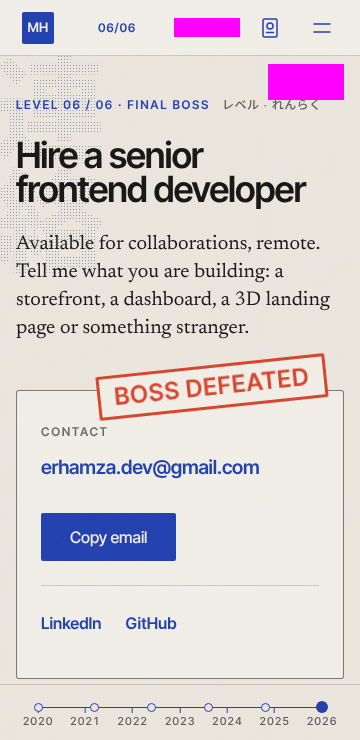 MH
06/06
LEVEL 06 / 06 · FINAL BOSS レベル · れんらく
Hire a senior
frontend developer
Available for collaborations, remote.
Tell me what you are building: a
storefront, a dashboard, a 3D landing
page or something stranger.
BOSS DEFEATED
CONTACT
erhamza.dev@gmail.com
Copy email
LinkedIn GitHub
2020 2021 2022 2023 2024 2025 2026